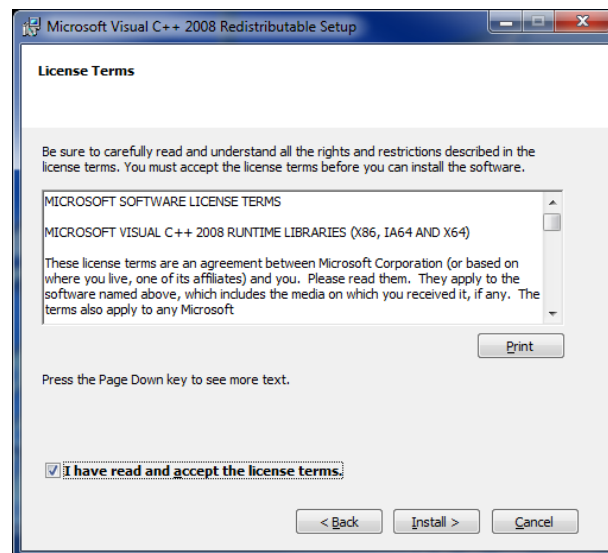 Microsoft Visual C++ 2008 Redistributable Setup
License Terms
Be sure to carefully read and understand all the rights and restrictions described in the
license terms. You must accept the license terms before you can install the software.
MICROSOFT SOFTWARE LICENSE TERMS
MICROSOFT VISUAL C++ 2008 RUNTIME LIBRARIES (X86, IA64 AND X64)
These license terms are an agreement between Microsoft Corporation (or based on
where you live, one of its affiliates) and you.  Please read them.  They apply to the
software named above, which includes the media on which you received it, if any.  The
terms also apply to any Microsoft
Print
Press the Page Down key to see more text.
I have read and accept the license terms.
< Back Install > Cancel